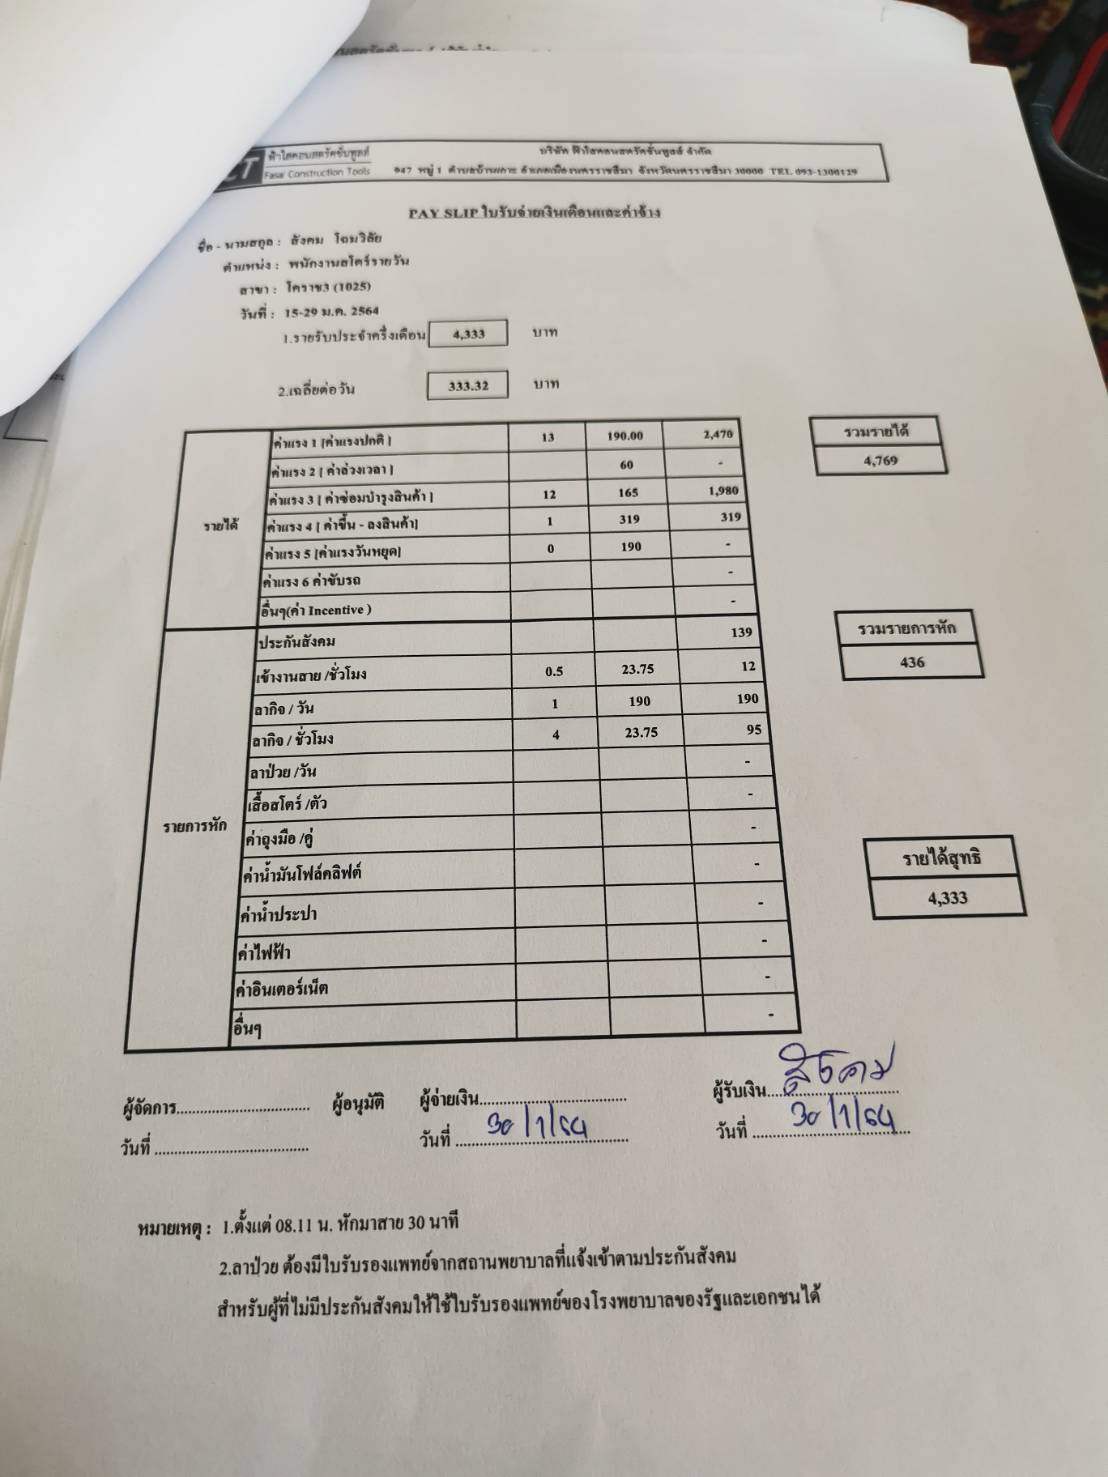 CT ฟ้าใสคอนสตรัคชั่นทูลส์
Fasai Construction Tools
บริษัท ฟ้าใสคอนสตรัคชั่นทูลส์ จำกัด
947 หมู่ 1 ตำบลบ้านเกาะ อำเภอเมืองนครราชสีมา จังหวัดนครราชสีมา 30000 TEL 093-1300129
PAY SLIP ใบรับจ่ายเงินเดือนและค่าจ้าง
ชื่อ - นามสกุล : สังคม โฉมวิลัย
ตำแหน่ง : พนักงานสโตร์รายวัน
สาขา : โคราช3 (1025)
วันที่ : 15-29 ม.ค. 2564
1.รายรับประจำครึ่งเดือน 4,333 บาท
2.เฉลี่ยต่อวัน 333.32 บาท
รายได้
ค่าแรง 1 [ค่าแรงปกติ ] 13 190.00 2,470
ค่าแรง 2 [ ค่าล่วงเวลา ] 60 -
ค่าแรง 3 [ ค่าซ่อมบำรุงสินค้า ] 12 165 1,980
ค่าแรง 4 [ ค่าขึ้น - ลงสินค้า] 1 319 319
ค่าแรง 5 [ค่าแรงวันหยุด] 0 190 -
ค่าแรง 6 ค่าขับรถ -
อื่นๆ(ค่า Incentive ) -
รวมรายได้
4,769
รายการหัก
ประกันสังคม 139
เข้างานสาย /ชั่วโมง 0.5 23.75 12
ลากิจ / วัน 1 190 190
ลากิจ / ชั่วโมง 4 23.75 95
ลาป่วย /วัน -
เสื้อสโตร์ /ตัว -
ค่าถุงมือ /คู่ -
ค่าน้ำมันโฟล์คลิฟต์ -
ค่าน้ำประปา -
ค่าไฟฟ้า -
ค่าอินเตอร์เน็ต -
อื่นๆ -
รวมรายการหัก
436
รายได้สุทธิ
4,333
ผู้จัดการ................................ ผู้อนุมัติ ผู้จ่ายเงิน................................ ผู้รับเงิน................................ สังคม
วันที่ ................................ วันที่ 30/1/64 วันที่ 30/1/64
หมายเหตุ : 1.ตั้งแต่ 08.11 น. หักมาสาย 30 นาที
2.ลาป่วย ต้องมีใบรับรองแพทย์จากสถานพยาบาลที่แจ้งเข้าตามประกันสังคม
สำหรับผู้ที่ไม่มีประกันสังคมให้ใช้ใบรับรองแพทย์ของโรงพยาบาลของรัฐและเอกชนได้